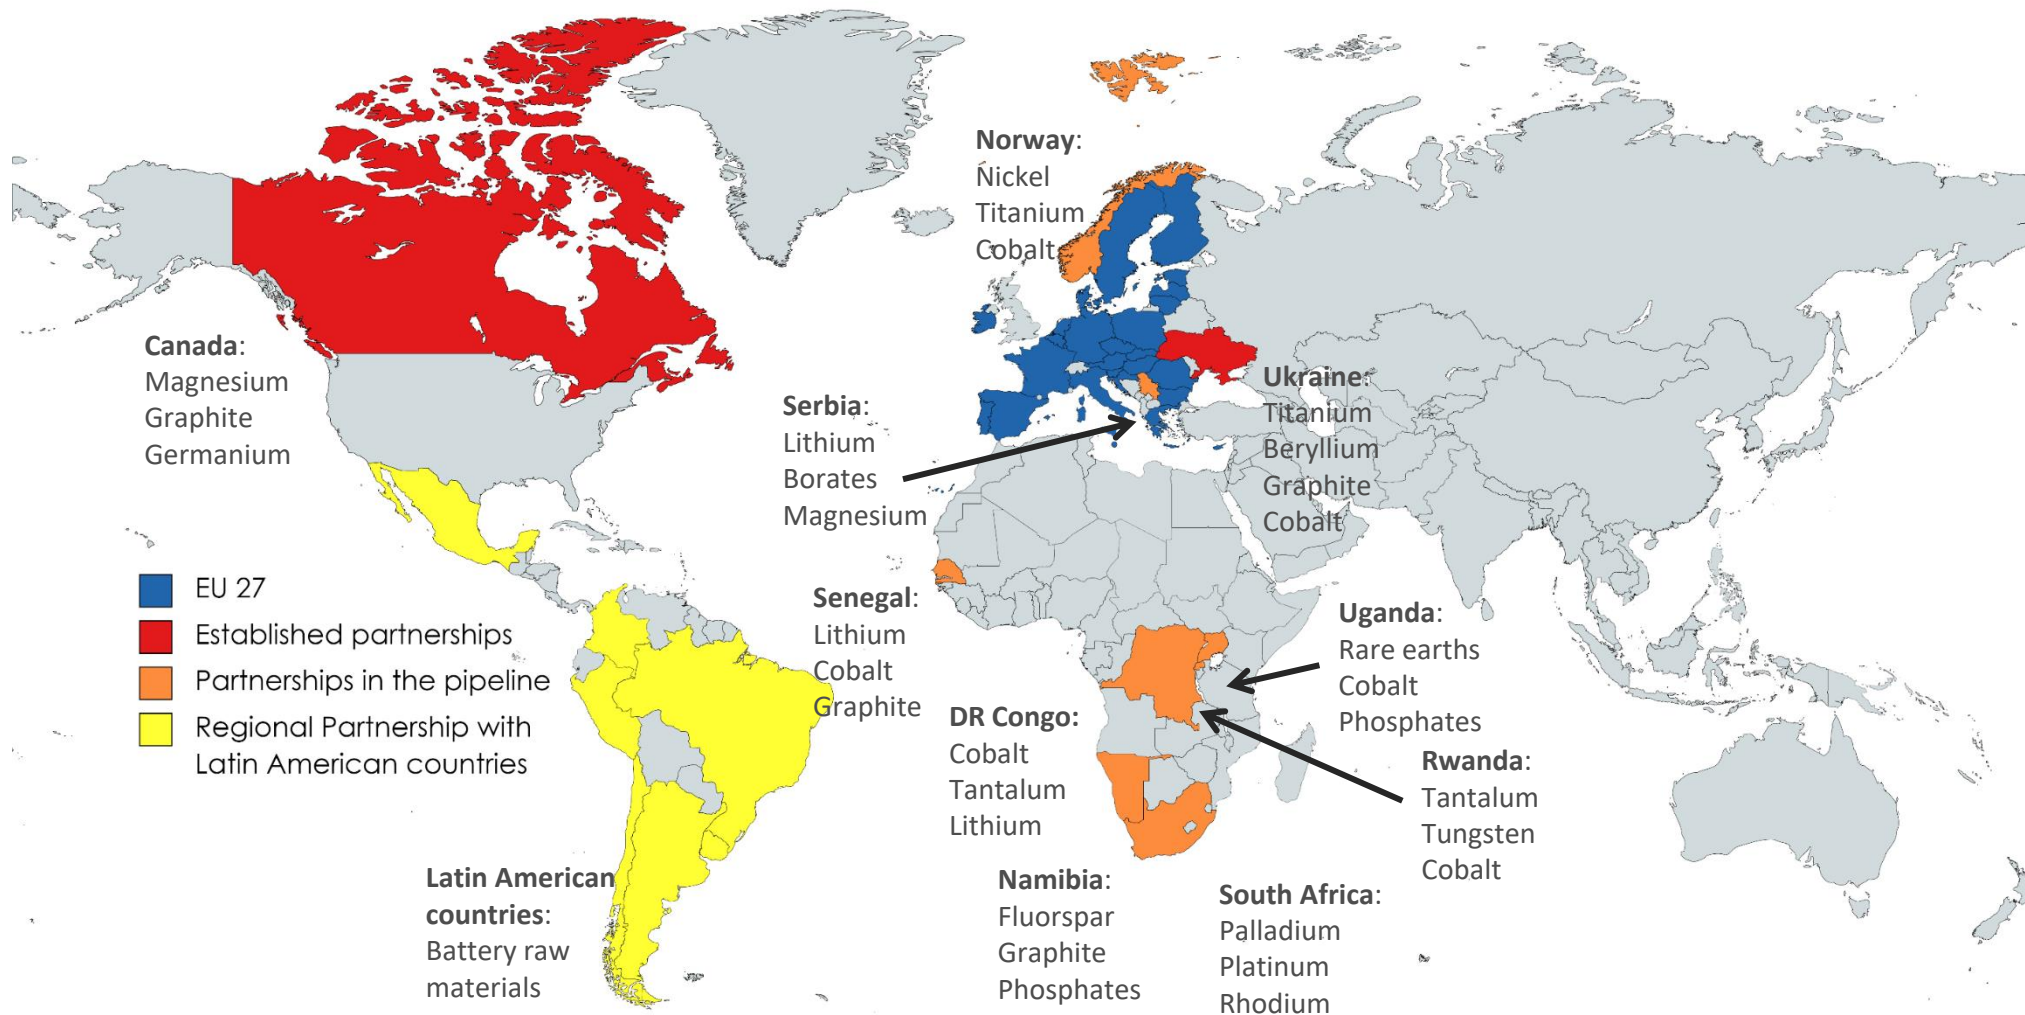 Norway:
Nickel
Titanium
Cobalt
Canada:
Magnesium
Graphite
Germanium
Serbia:
Lithium
Borates
Magnesium
Ukraine:
Titanium
Beryllium
Graphite
Cobalt
EU 27
Established partnerships
Partnerships in the pipeline
Regional Partnership with
Latin American countries
Senegal:
Lithium
Cobalt
Graphite
Uganda:
Rare earths
Cobalt
Phosphates
DR Congo:
Cobalt
Tantalum
Lithium
Rwanda:
Tantalum
Tungsten
Cobalt
Latin American
countries:
Battery raw
materials
Namibia:
Fluorspar
Graphite
Phosphates
South Africa:
Palladium
Platinum
Rhodium